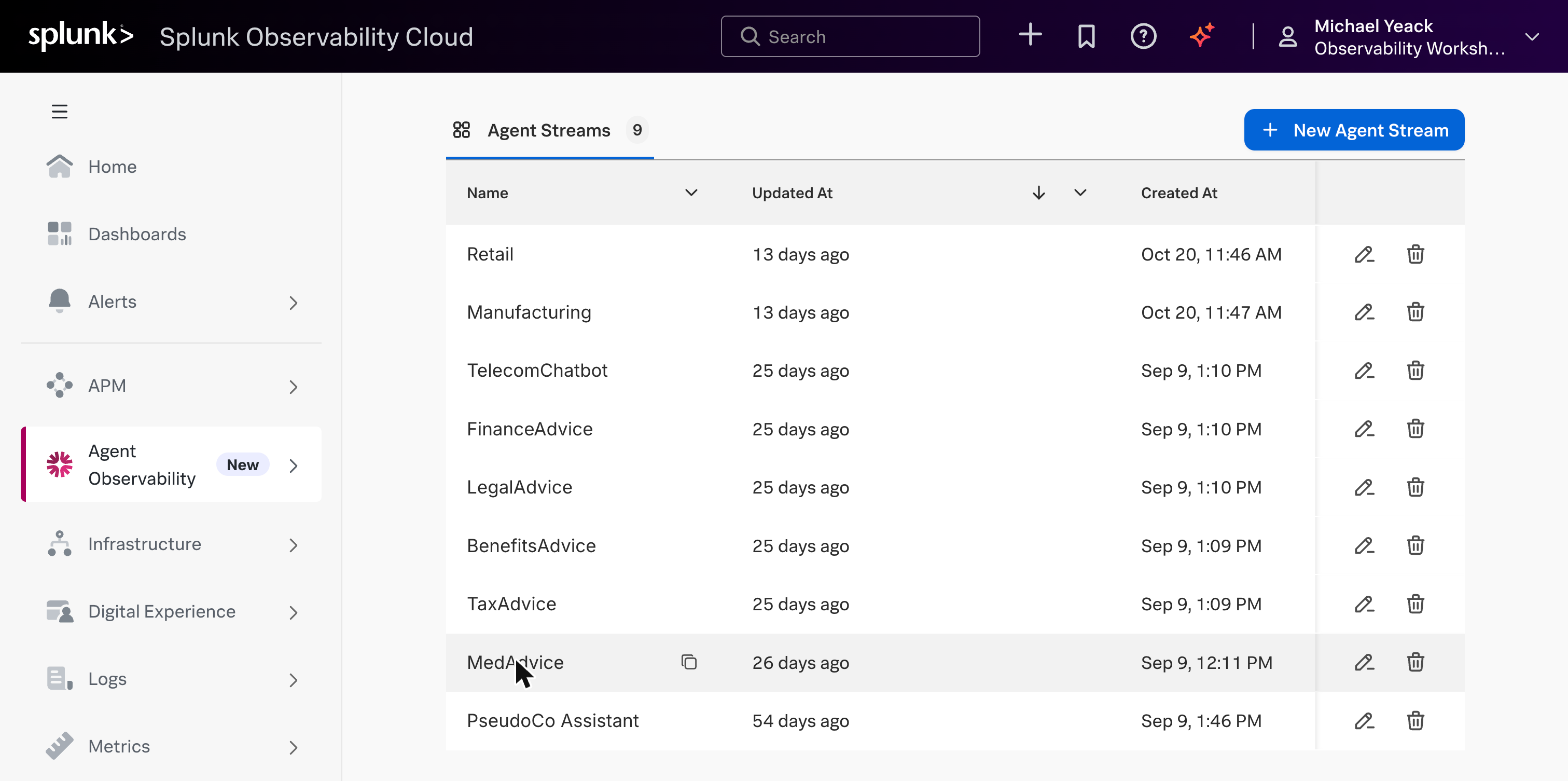 splunk> Splunk Observability Cloud
Search
Michael Yeack
Observability Worksh...
Home
Dashboards
Alerts
APM
Agent
Observability
New
Infrastructure
Digital Experience
Logs
Metrics
Agent Streams 9
+ New Agent Stream
Name Updated At Created At
Retail 13 days ago Oct 20, 11:46 AM
Manufacturing 13 days ago Oct 20, 11:47 AM
TelecomChatbot 25 days ago Sep 9, 1:10 PM
FinanceAdvice 25 days ago Sep 9, 1:10 PM
LegalAdvice 25 days ago Sep 9, 1:10 PM
BenefitsAdvice 25 days ago Sep 9, 1:09 PM
TaxAdvice 25 days ago Sep 9, 1:09 PM
MedAdvice 26 days ago Sep 9, 12:11 PM
PseudoCo Assistant 54 days ago Sep 9, 1:46 PM